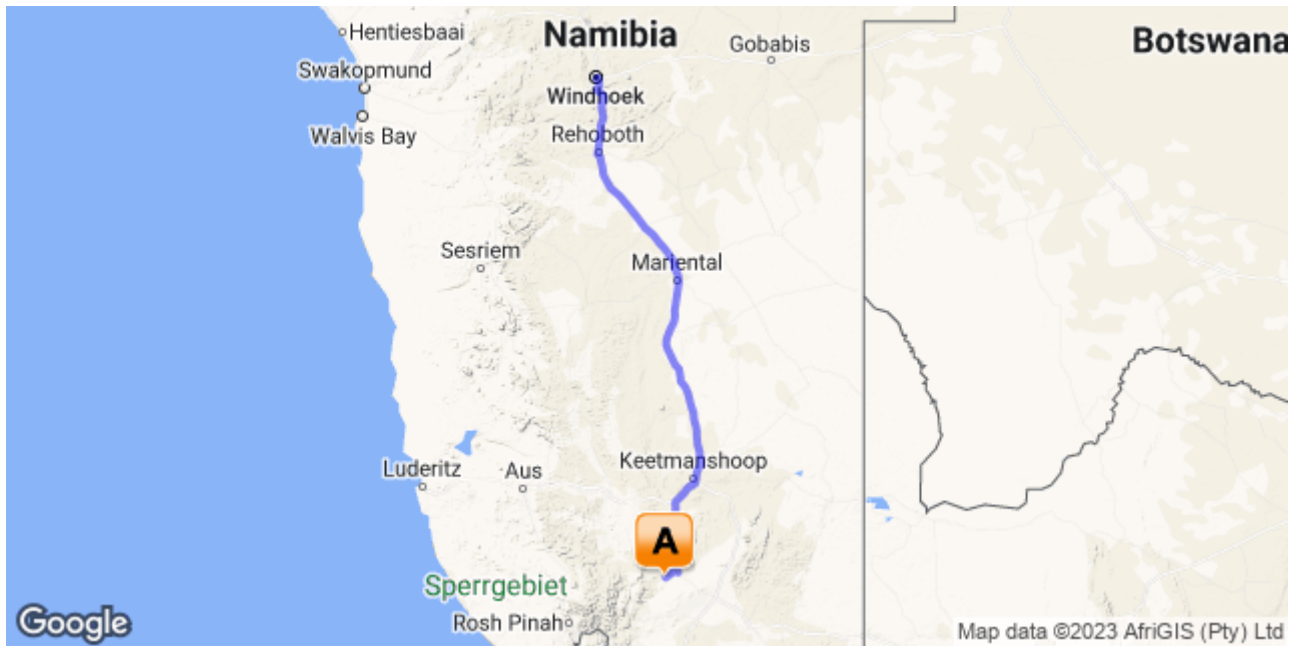 Hentiesbaai
Namibia
Gobabis
Botswana
Swakopmund
Windhoek
Walvis Bay
Rehoboth
Sesriem
Mariental
Keetmanshoop
Luderitz
Aus
A
Sperrgebiet
Rosh Pinah
Google
Map data ©2023 AfriGIS (Pty) Ltd